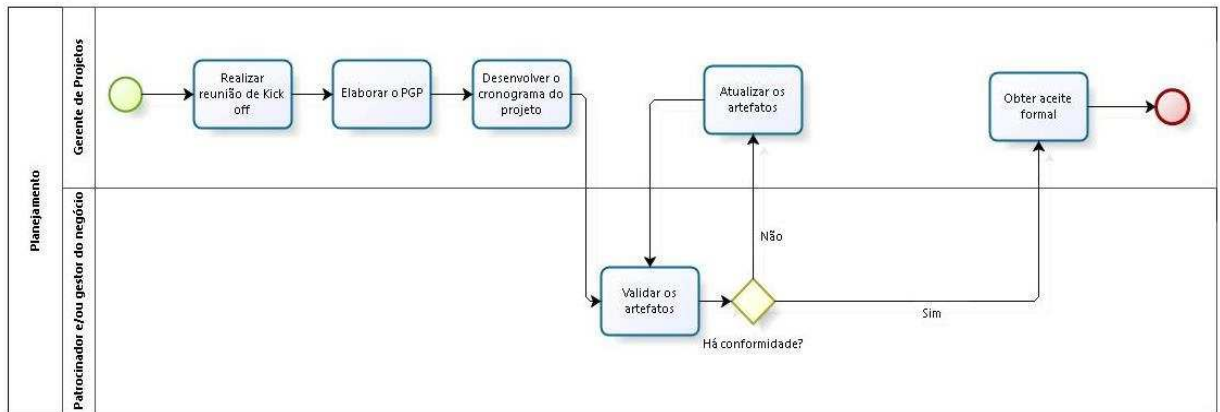 Planejamento
Gerente de Projetos
Realizar
reunião de Kick
off
Elaborar o PGP
Desenvolver o
cronograma do
projeto
Atualizar os
artefatos
Obter aceite
formal
Patrocinador e/ou gestor do negócio
Validar os
artefatos
Não
Há conformidade?
Sim